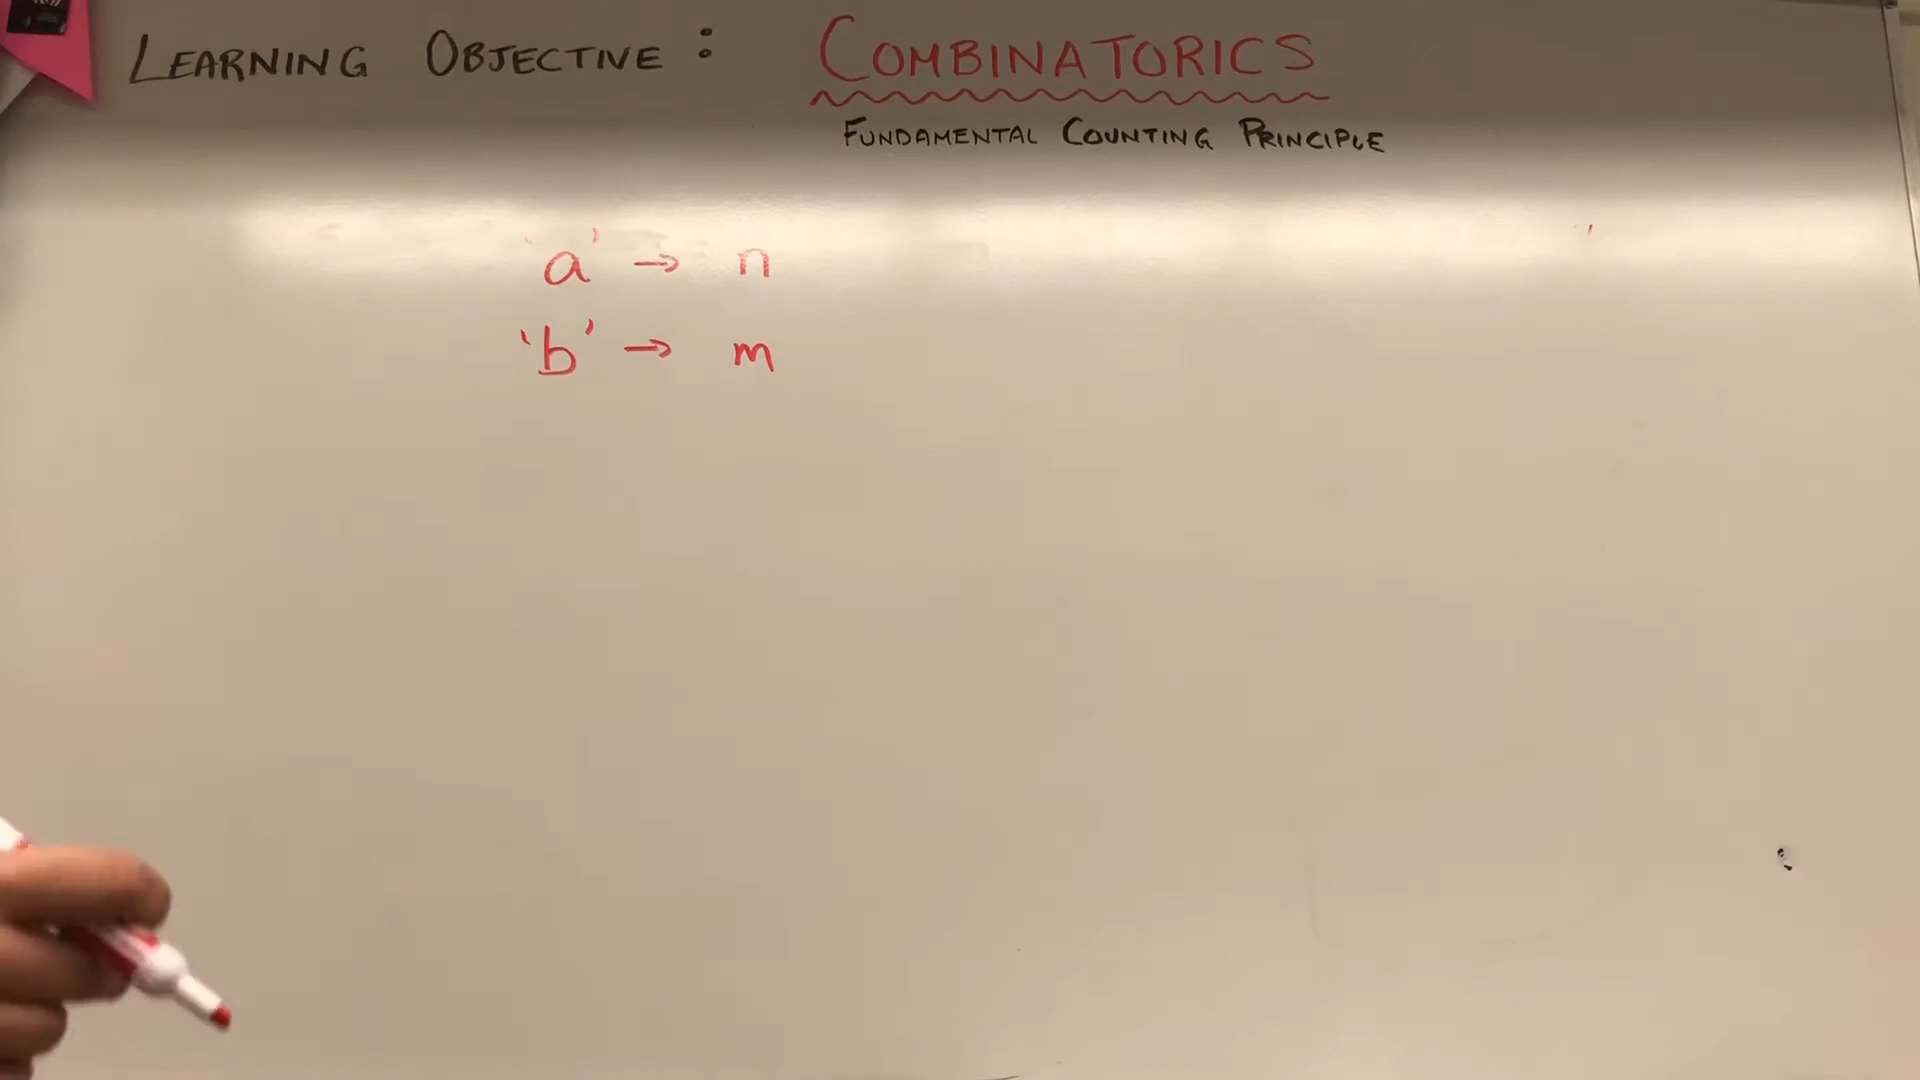 LEARNING OBJECTIVE : COMBINATORICS
FUNDAMENTAL COUNTING PRINCIPLE
'a' → n
'b' → m